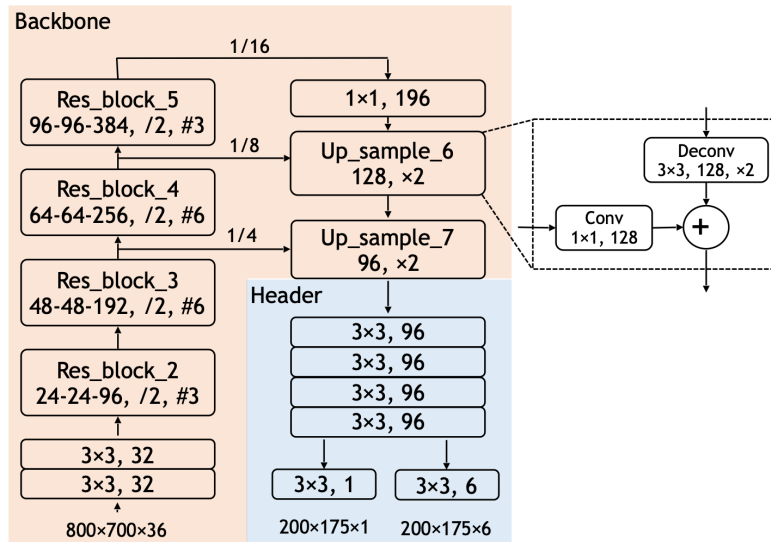 Backbone
1/16
Res_block_5
96-96-384, /2, #3
1×1, 196
1/8
Up_sample_6
128, ×2
Res_block_4
64-64-256, /2, #6
1/4
Up_sample_7
96, ×2
Res_block_3
48-48-192, /2, #6
Res_block_2
24-24-96, /2, #3
3×3, 32
3×3, 32
800×700×36
Header
3×3, 96
3×3, 96
3×3, 96
3×3, 96
3×3, 1
3×3, 6
200×175×1
200×175×6
Deconv
3×3, 128, ×2
Conv
1×1, 128
+